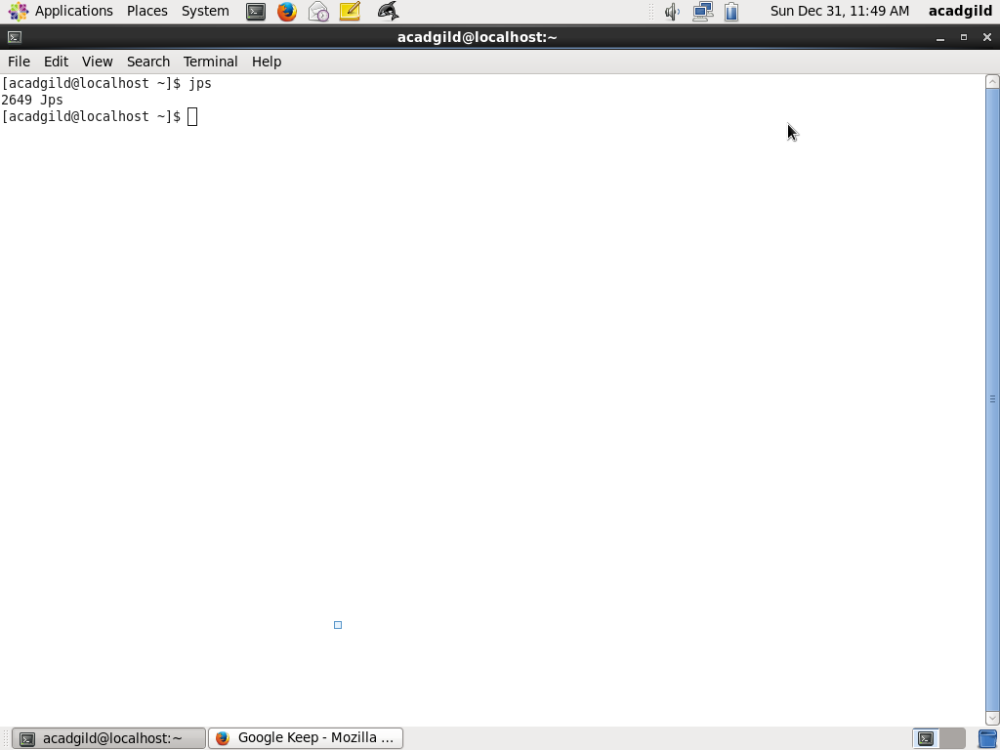 Applications Places System Sun Dec 31, 11:49 AM acadgild
acadgild@localhost:~
File Edit View Search Terminal Help
[acadgild@localhost ~]$ jps
2649 Jps
[acadgild@localhost ~]$
acadgild@localhost:~ Google Keep - Mozilla ...